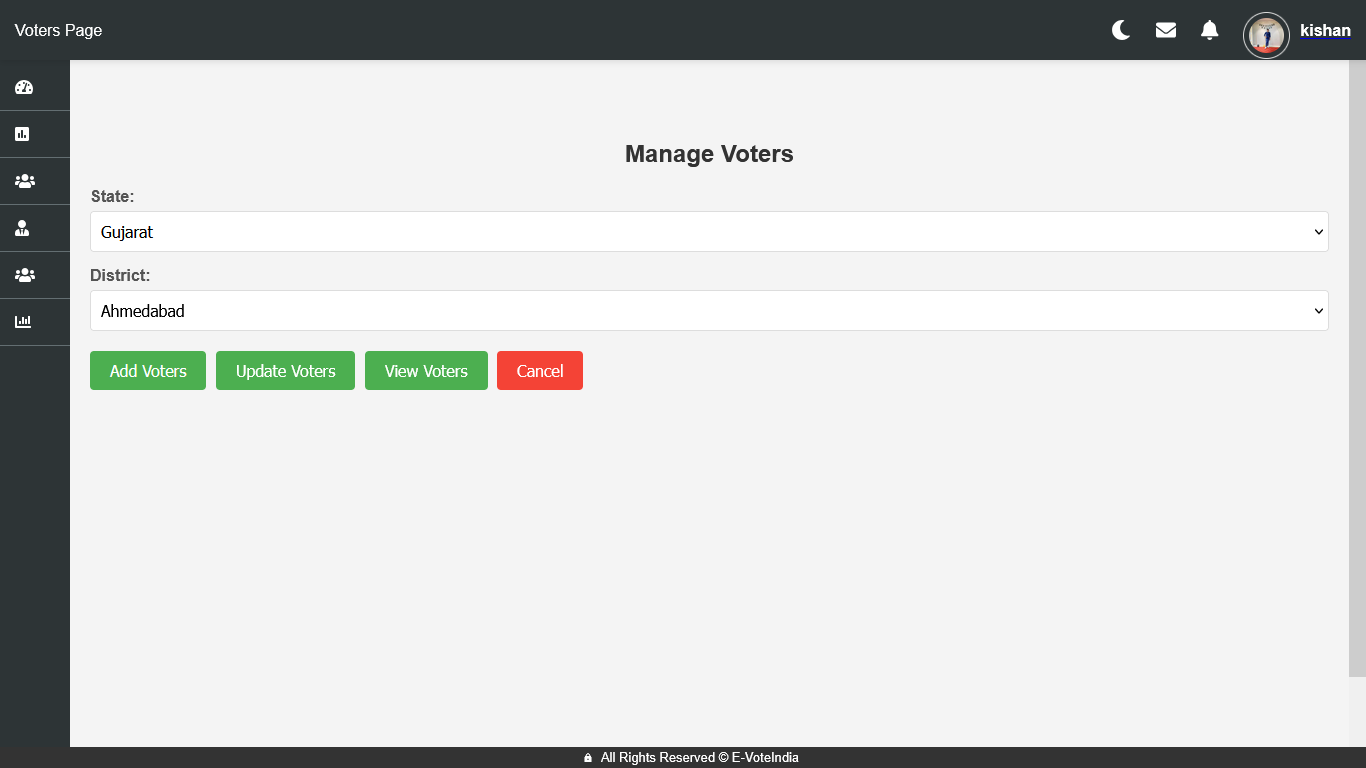 Voters Page
kishan
Manage Voters
State:
Gujarat
District:
Ahmedabad
Add Voters Update Voters View Voters Cancel
All Rights Reserved © E-VoteIndia